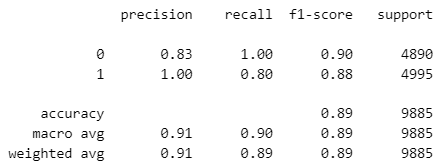 precision recall f1-score support
0 0.83 1.00 0.90 4890
1 1.00 0.80 0.88 4995
accuracy 0.89 9885
macro avg 0.91 0.90 0.89 9885
weighted avg 0.91 0.89 0.89 9885